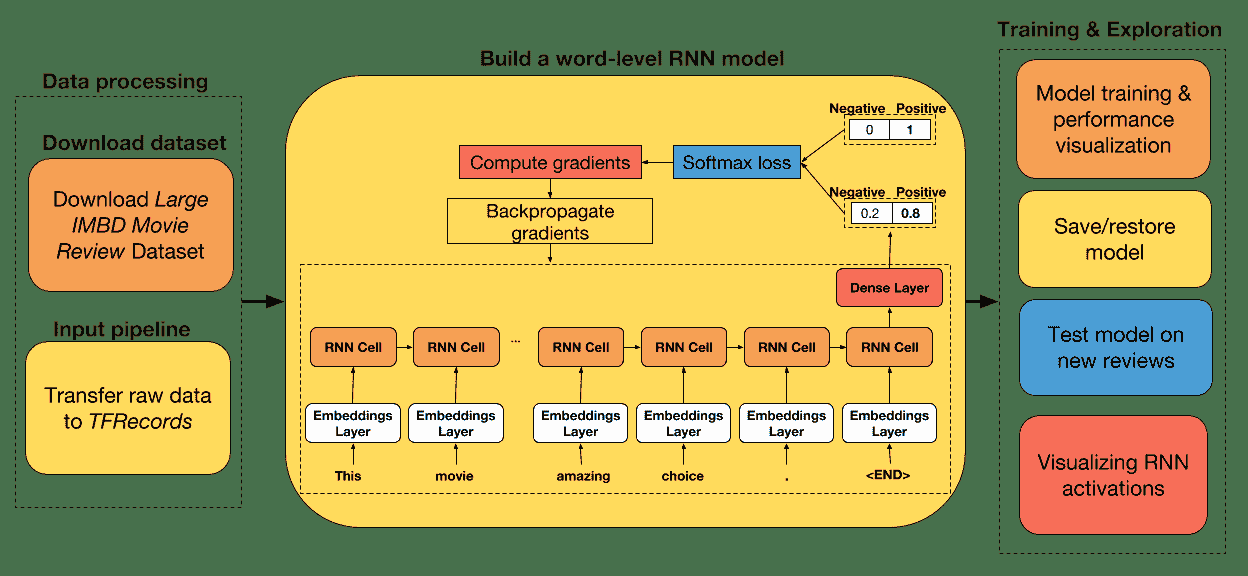 Data processing
Download dataset
Download Large
IMBD Movie
Review Dataset
Input pipeline
Transfer raw data
to TFRecords
Build a word-level RNN model
Negative Positive
0 1
Compute gradients
Softmax loss
Negative Positive
0.2 0.8
Backpropagate
gradients
Dense Layer
RNN Cell RNN Cell ... RNN Cell RNN Cell RNN Cell RNN Cell
Embeddings Embeddings Embeddings Embeddings Embeddings Embeddings
Layer Layer Layer Layer Layer Layer
This movie amazing choice . <END>
Training & Exploration
Model training &
performance
visualization
Save/restore
model
Test model on
new reviews
Visualizing RNN
activations